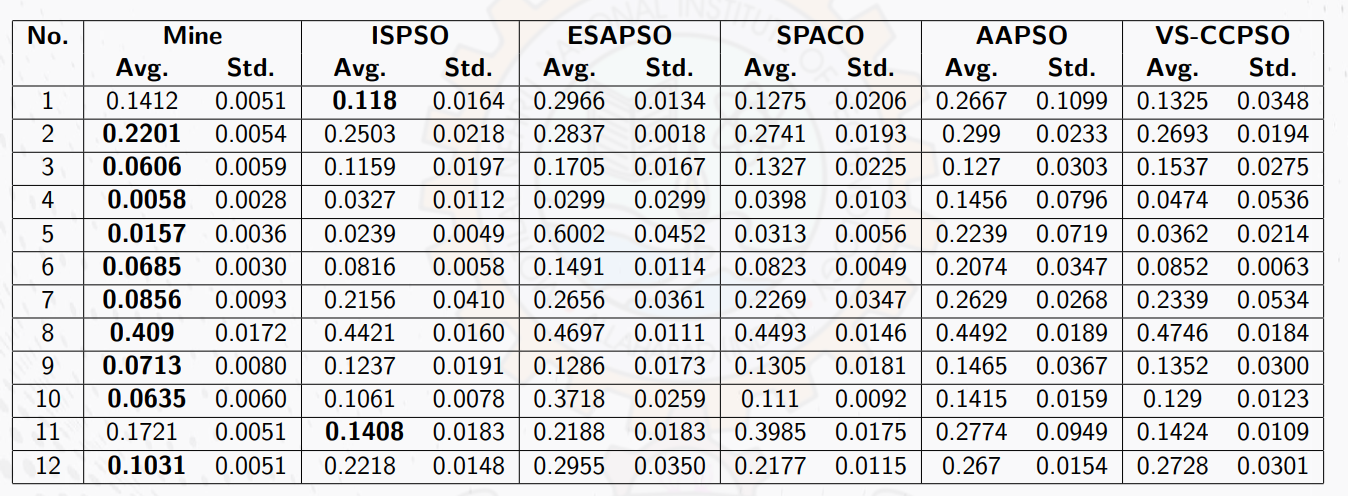 No. Mine ISPSO ESAPSO SPACO AAPSO VS-CCPSO
Avg. Std. Avg. Std. Avg. Std. Avg. Std. Avg. Std. Avg. Std.
1 0.1412 0.0051 0.118 0.0164 0.2966 0.0134 0.1275 0.0206 0.2667 0.1099 0.1325 0.0348
2 0.2201 0.0054 0.2503 0.0218 0.2837 0.0018 0.2741 0.0193 0.299 0.0233 0.2693 0.0194
3 0.0606 0.0059 0.1159 0.0197 0.1705 0.0167 0.1327 0.0225 0.127 0.0303 0.1537 0.0275
4 0.0058 0.0028 0.0327 0.0112 0.0299 0.0299 0.0398 0.0103 0.1456 0.0796 0.0474 0.0536
5 0.0157 0.0036 0.0239 0.0049 0.6002 0.0452 0.0313 0.0056 0.2239 0.0719 0.0362 0.0214
6 0.0685 0.0030 0.0816 0.0058 0.1491 0.0114 0.0823 0.0049 0.2074 0.0347 0.0852 0.0063
7 0.0856 0.0093 0.2156 0.0410 0.2656 0.0361 0.2269 0.0347 0.2629 0.0268 0.2339 0.0534
8 0.409 0.0172 0.4421 0.0160 0.4697 0.0111 0.4493 0.0146 0.4492 0.0189 0.4746 0.0184
9 0.0713 0.0080 0.1237 0.0191 0.1286 0.0173 0.1305 0.0181 0.1465 0.0367 0.1352 0.0300
10 0.0635 0.0060 0.1061 0.0078 0.3718 0.0259 0.111 0.0092 0.1415 0.0159 0.129 0.0123
11 0.1721 0.0051 0.1408 0.0183 0.2188 0.0183 0.3985 0.0175 0.2774 0.0949 0.1424 0.0109
12 0.1031 0.0051 0.2218 0.0148 0.2955 0.0350 0.2177 0.0115 0.267 0.0154 0.2728 0.0301